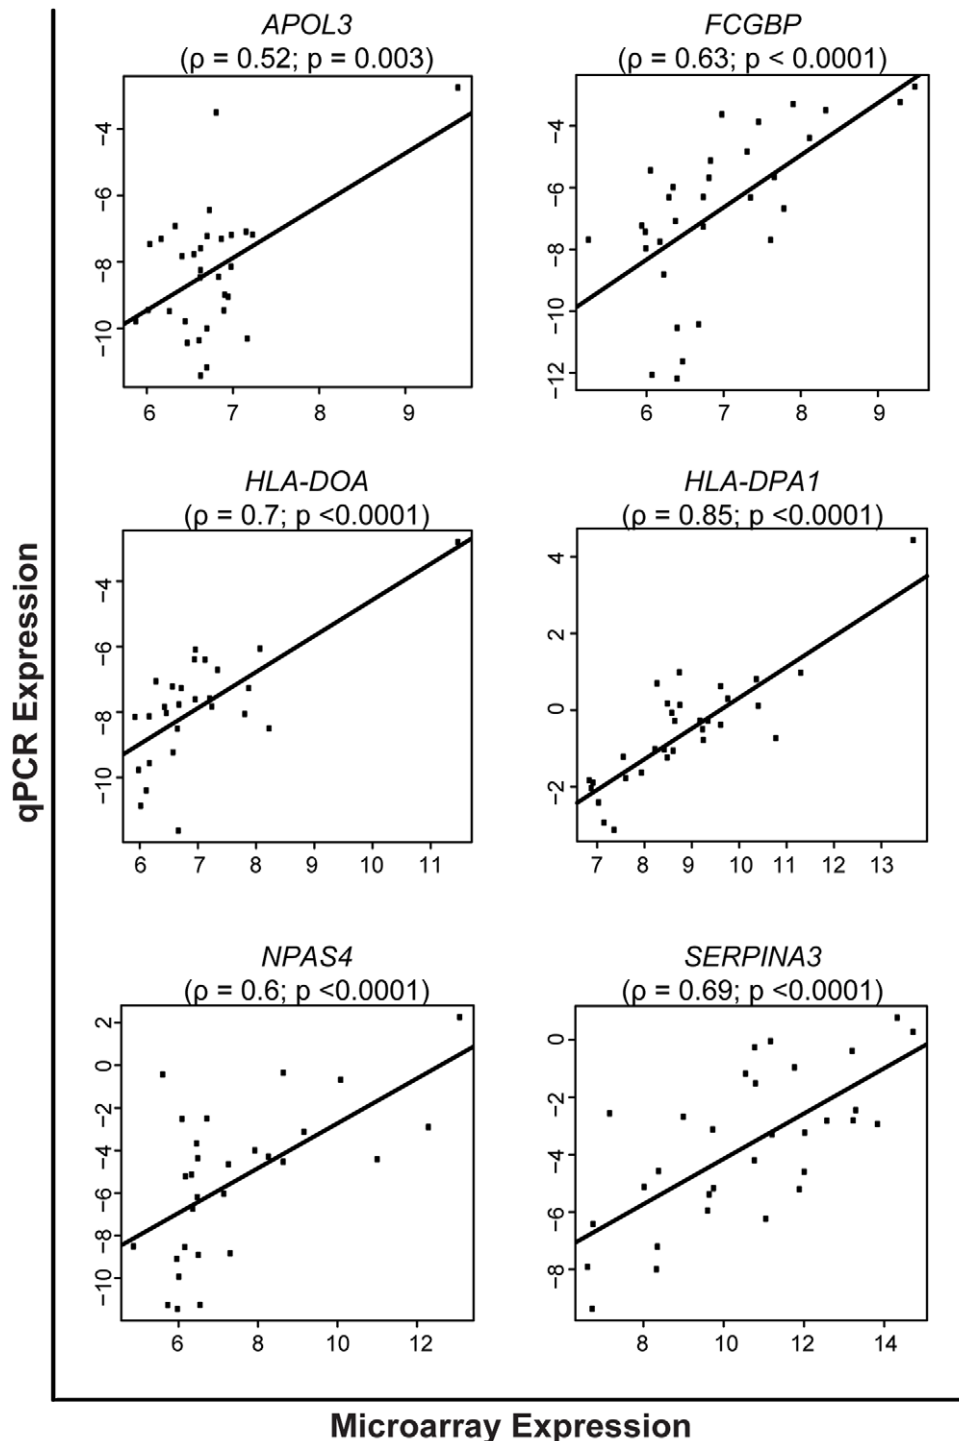 APOL3
(ρ = 0.52; p = 0.003)
−4
−6
−8
−10
6 7 8 9
FCGBP
(ρ = 0.63; p < 0.0001)
−4
−6
−8
−10
−12
6 7 8 9
HLA-DOA
(ρ = 0.7; p <0.0001)
−4
−6
−8
−10
6 7 8 9 10 11
HLA-DPA1
(ρ = 0.85; p <0.0001)
4
2
0
−2
7 8 9 10 11 12 13
NPAS4
(ρ = 0.6; p <0.0001)
2
0
−2
−4
−6
−8
−10
6 8 10 12
SERPINA3
(ρ = 0.69; p <0.0001)
0
−2
−4
−6
−8
8 10 12 14
qPCR Expression
Microarray Expression